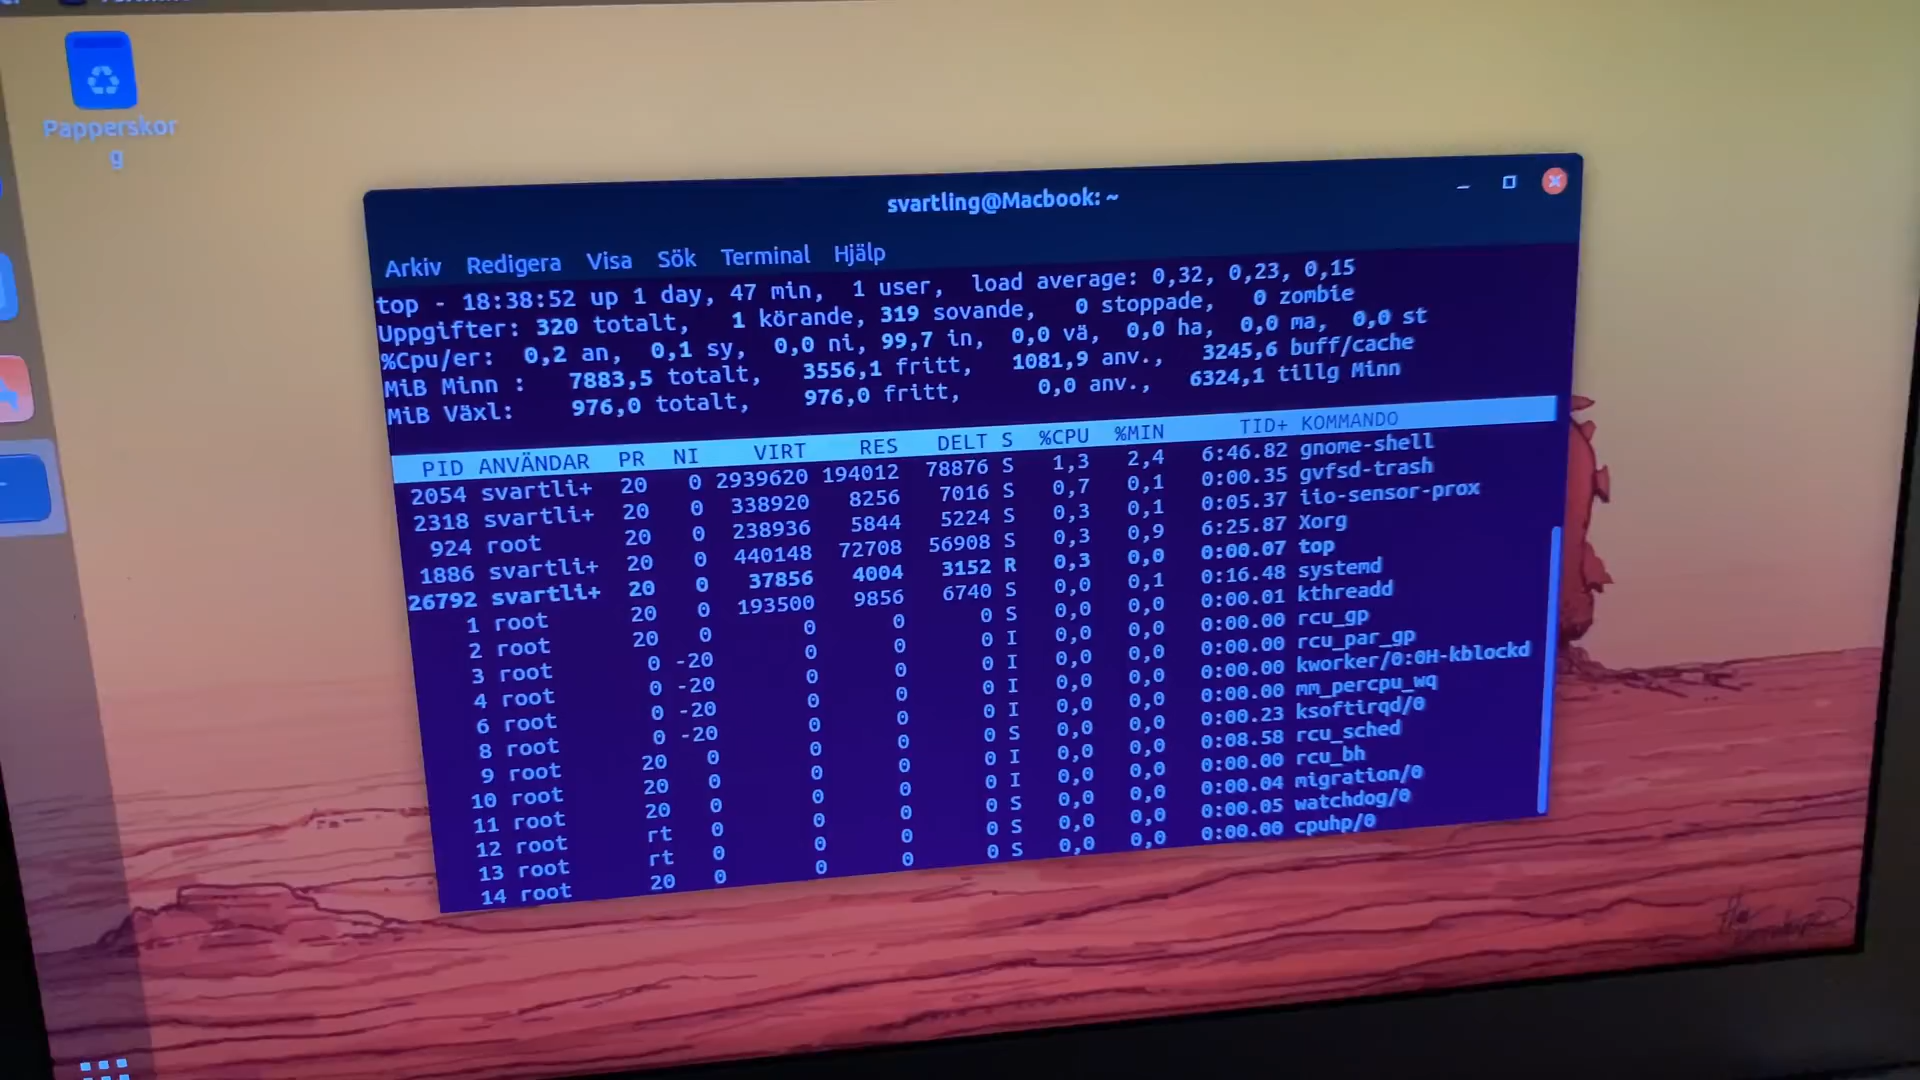 Papperskor
g
svartling@Macbook: ~
Arkiv Redigera Visa Sök Terminal Hjälp
top - 18:38:52 up 1 day, 47 min, 1 user, load average: 0,32, 0,23, 0,15
Uppgifter: 320 totalt, 1 körande, 319 sovande, 0 stoppade, 0 zombie
%Cpu/er: 0,2 an, 0,1 sy, 0,0 ni, 99,7 in, 0,0 vä, 0,0 ha, 0,0 ma, 0,0 st
MiB Minn : 7883,5 totalt, 3556,1 fritt, 1081,9 anv., 3245,6 buff/cache
MiB Växl: 976,0 totalt, 976,0 fritt, 0,0 anv., 6324,1 tillg Minn
PID ANVÄNDAR PR NI VIRT RES DELT S %CPU %MIN TID+ KOMMANDO
2054 svartli+ 20 0 2939620 194012 78876 S 1,3 2,4 6:46.82 gnome-shell
2318 svartli+ 20 0 338920 8256 7016 S 0,7 0,1 0:00.35 gvfsd-trash
924 root 20 0 238936 5844 5224 S 0,3 0,1 0:05.37 iio-sensor-prox
1886 svartli+ 20 0 440148 72708 56908 S 0,3 0,9 6:25.87 Xorg
26792 svartli+ 20 0 37856 4004 3152 R 0,3 0,0 0:00.07 top
1 root 20 0 193500 9856 6740 S 0,0 0,1 0:16.48 systemd
2 root 20 0 0 0 0 S 0,0 0,0 0:00.01 kthreadd
3 root 0 -20 0 0 0 I 0,0 0,0 0:00.00 rcu_gp
4 root 0 -20 0 0 0 I 0,0 0,0 0:00.00 rcu_par_gp
6 root 0 -20 0 0 0 I 0,0 0,0 0:00.00 kworker/0:0H-kblockd
8 root 0 -20 0 0 0 I 0,0 0,0 0:00.00 mm_percpu_wq
9 root 20 0 0 0 0 S 0,0 0,0 0:00.23 ksoftirqd/0
10 root 20 0 0 0 0 I 0,0 0,0 0:08.58 rcu_sched
11 root 20 0 0 0 0 I 0,0 0,0 0:00.00 rcu_bh
12 root rt 0 0 0 0 S 0,0 0,0 0:00.04 migration/0
13 root rt 0 0 0 0 S 0,0 0,0 0:00.05 watchdog/0
14 root 20 0 0 0 0 S 0,0 0,0 0:00.00 cpuhp/0